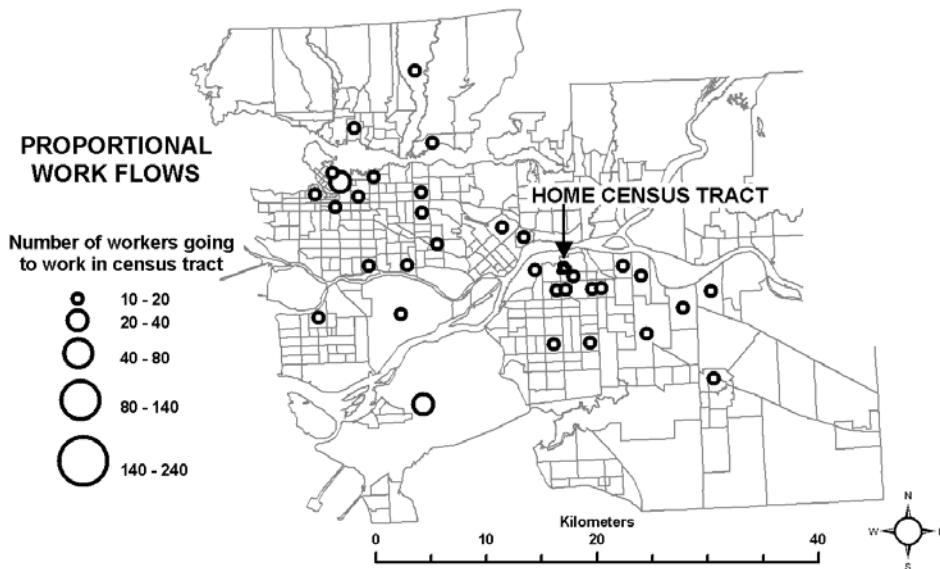 PROPORTIONAL
WORK FLOWS
Number of workers going
to work in census tract
10 - 20
20 - 40
40 - 80
80 - 140
140 - 240
HOME CENSUS TRACT
Kilometers
0 10 20 40
N
W E
S